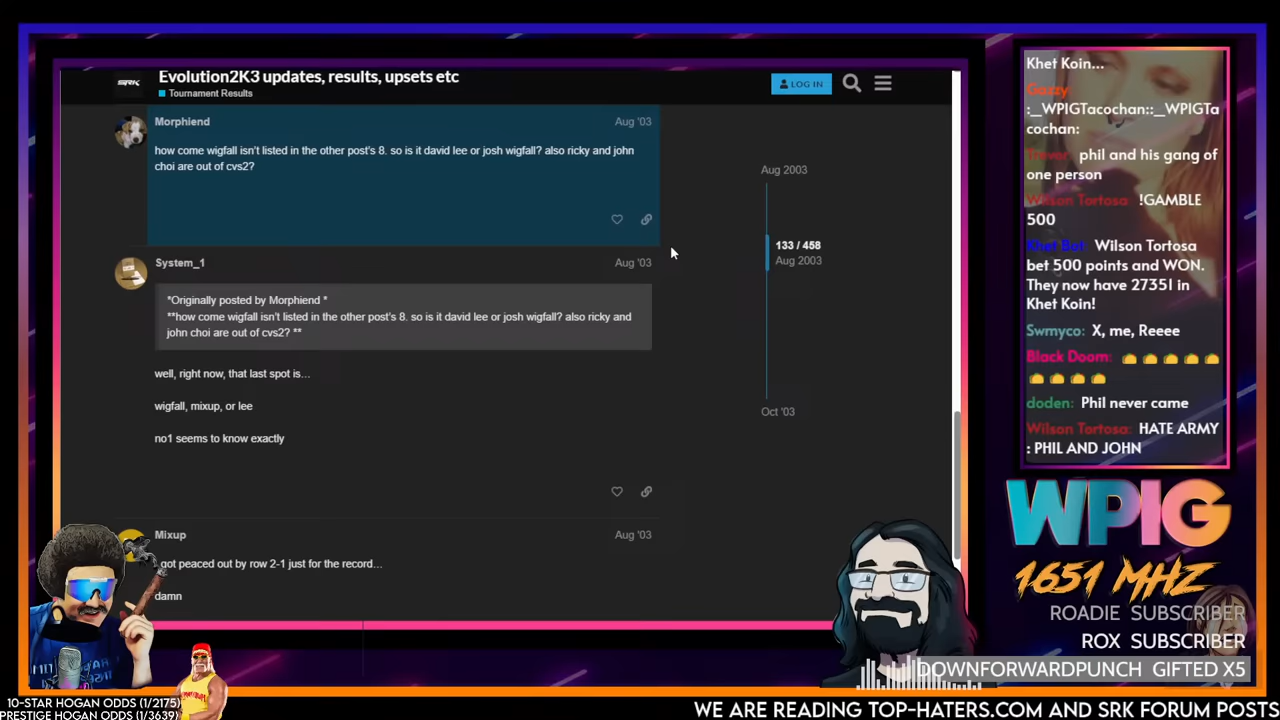 SRK
Evolution2K3 updates, results, upsets etc
Tournament Results
LOG IN
Morphiend
Aug '03
how come wigfall isn't listed in the other post's 8. so is it david lee or josh wigfall? also ricky and john
choi are out of cvs2?
System_1
Aug '03
*Originally posted by Morphiend *
**how come wigfall isn't listed in the other post's 8. so is it david lee or josh wigfall? also ricky and
john choi are out of cvs2? **
well, right now, that last spot is...
wigfall, mixup, or lee
no1 seems to know exactly
Mixup
Aug '03
got peaced out by row 2-1 just for the record...
damn
Aug 2003
133 / 458
Aug 2003
Oct '03
Khet Koin...
Gassy
:__WPIGTacochan::__WPIGTa
cochan:
Trevor: phil and his gang of
one person
Wilson Tortosa: !GAMBLE
500
Khet Bot: Wilson Tortosa
bet 500 points and WON.
They now have 27351 in
Khet Koin!
Swmyco: X, me, Reeee
Black Doom:
doden: Phil never came
Wilson Tortosa: HATE ARMY
: PHIL AND JOHN
WPIG
1651 MHZ
ROADIE SUBSCRIBER
ROX SUBSCRIBER
DOWNFORWARDPUNCH GIFTED X5
10-STAR HOGAN ODDS (1/2175)
PRESTIGE HOGAN ODDS (1/3639)
WE ARE READING TOP-HATERS.COM AND SRK FORUM POSTS